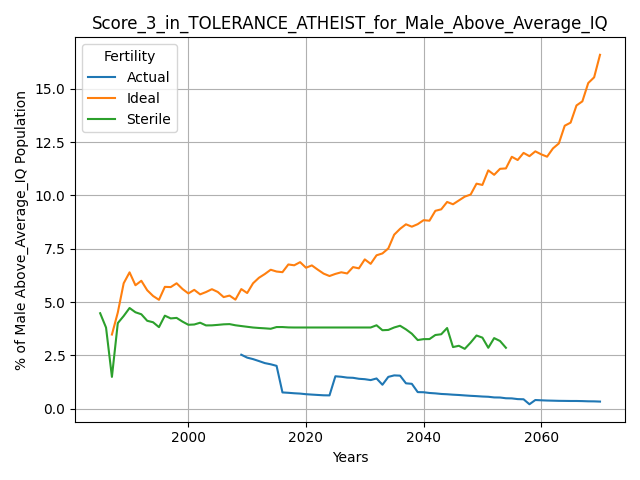 Score_3_in_TOLERANCE_ATHEIST_for_Male_Above_Average_IQ
Fertility
Actual
Ideal
Sterile
% of Male Above_Average_IQ Population
15.0
12.5
10.0
7.5
5.0
2.5
0.0
2000
2020
2040
2060
Years